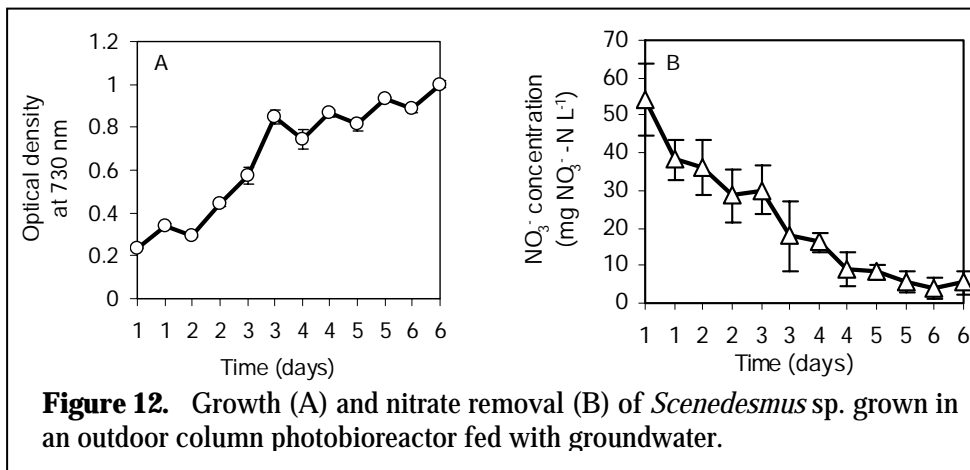 A
1.2
1
0.8
0.6
0.4
0.2
0
Optical density
at 730 nm
1 1 2 2 3 3 4 4 5 5 6 6
Time (days)
B
70
60
50
40
30
20
10
0
NO₃⁻ concentration
(mg NO₃⁻-N L⁻¹)
1 1 2 2 3 3 4 4 5 5 6 6
Time (days)
Figure 12. Growth (A) and nitrate removal (B) of Scenedesmus sp. grown in
an outdoor column photobioreactor fed with groundwater.